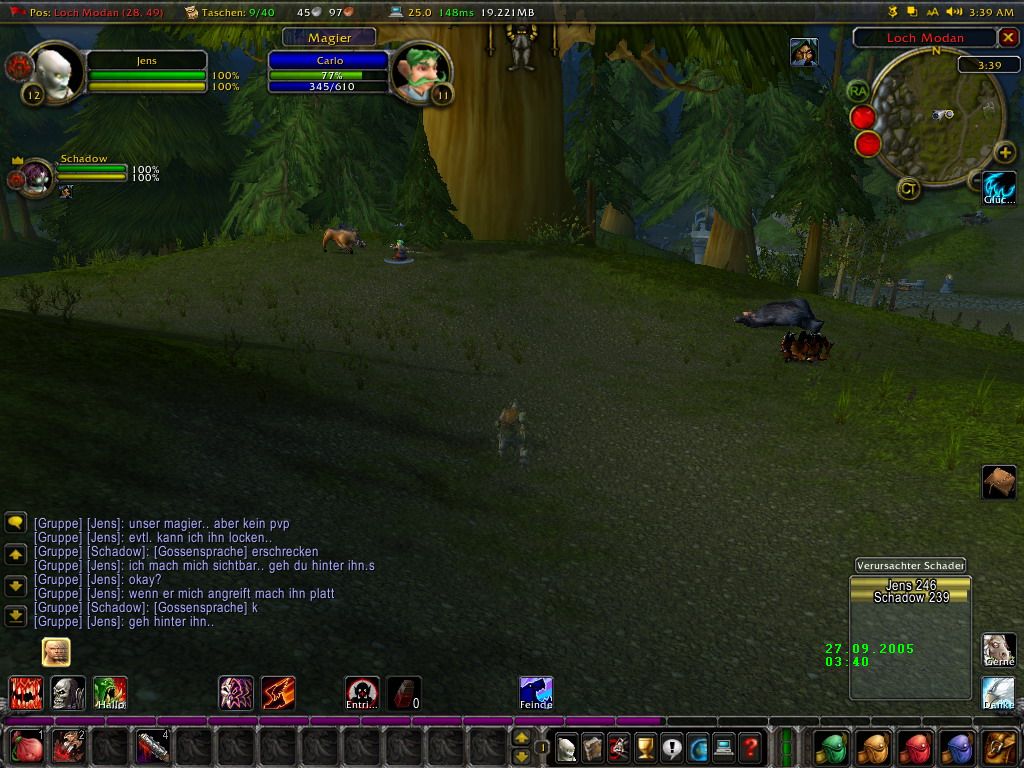 Pos: Loch Modan (28, 49)
Taschen: 9/40
45 97
25.0 148ms 19.221MB
AA
3:39 AM
Magier
Loch Modan
N
3:39
Jens
100%
100%
12
Carlo
77%
345/610
11
RA
CT
Schadow
100%
100%
[Gruppe] [Jens]: unser magier.. aber kein pvp
[Gruppe] [Jens]: evtl. kann ich ihn locken..
[Gruppe] [Schadow]: [Gossensprache] erschrecken
[Gruppe] [Jens]: ich mach mich sichtbar.. geh du hinter ihn.s
[Gruppe] [Jens]: okay?
[Gruppe] [Jens]: wenn er mich angreift mach ihn platt
[Gruppe] [Schadow]: [Gossensprache] k
[Gruppe] [Jens]: geh hinter ihn..
Verursachter Schader
Jens 246
Schadow 239
27.09.2005
03:40
Gerne
Hallo
Entri...
0
Feinde
Danke
1
2
4
1